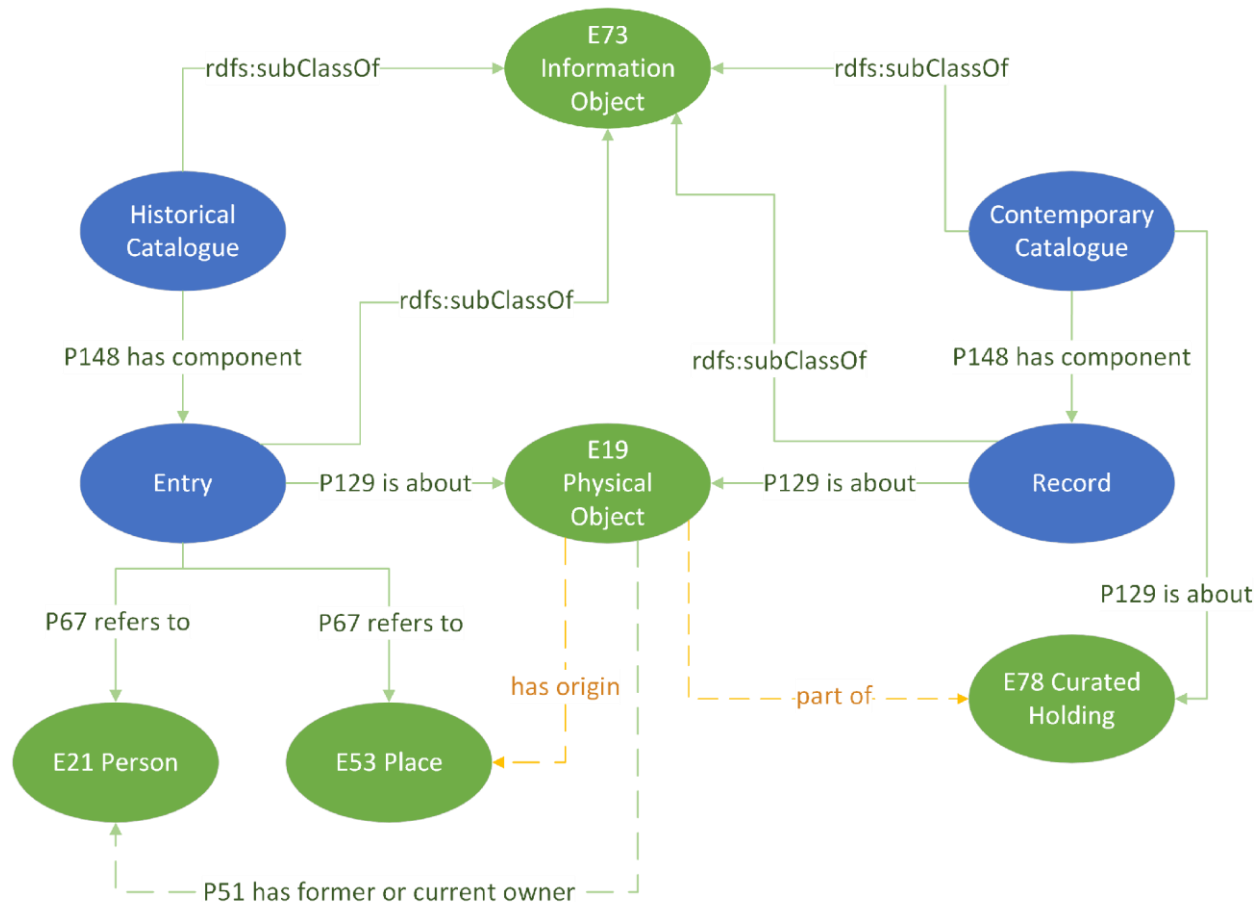 E73
Information
Object
rdfs:subClassOf
rdfs:subClassOf
Historical
Catalogue
Contemporary
Catalogue
rdfs:subClassOf
P148 has component
rdfs:subClassOf
P148 has component
Entry
P129 is about
E19
Physical
Object
P129 is about
Record
P67 refers to
P67 refers to
P129 is about
has origin
part of
E78 Curated
Holding
E21 Person
E53 Place
P51 has former or current owner